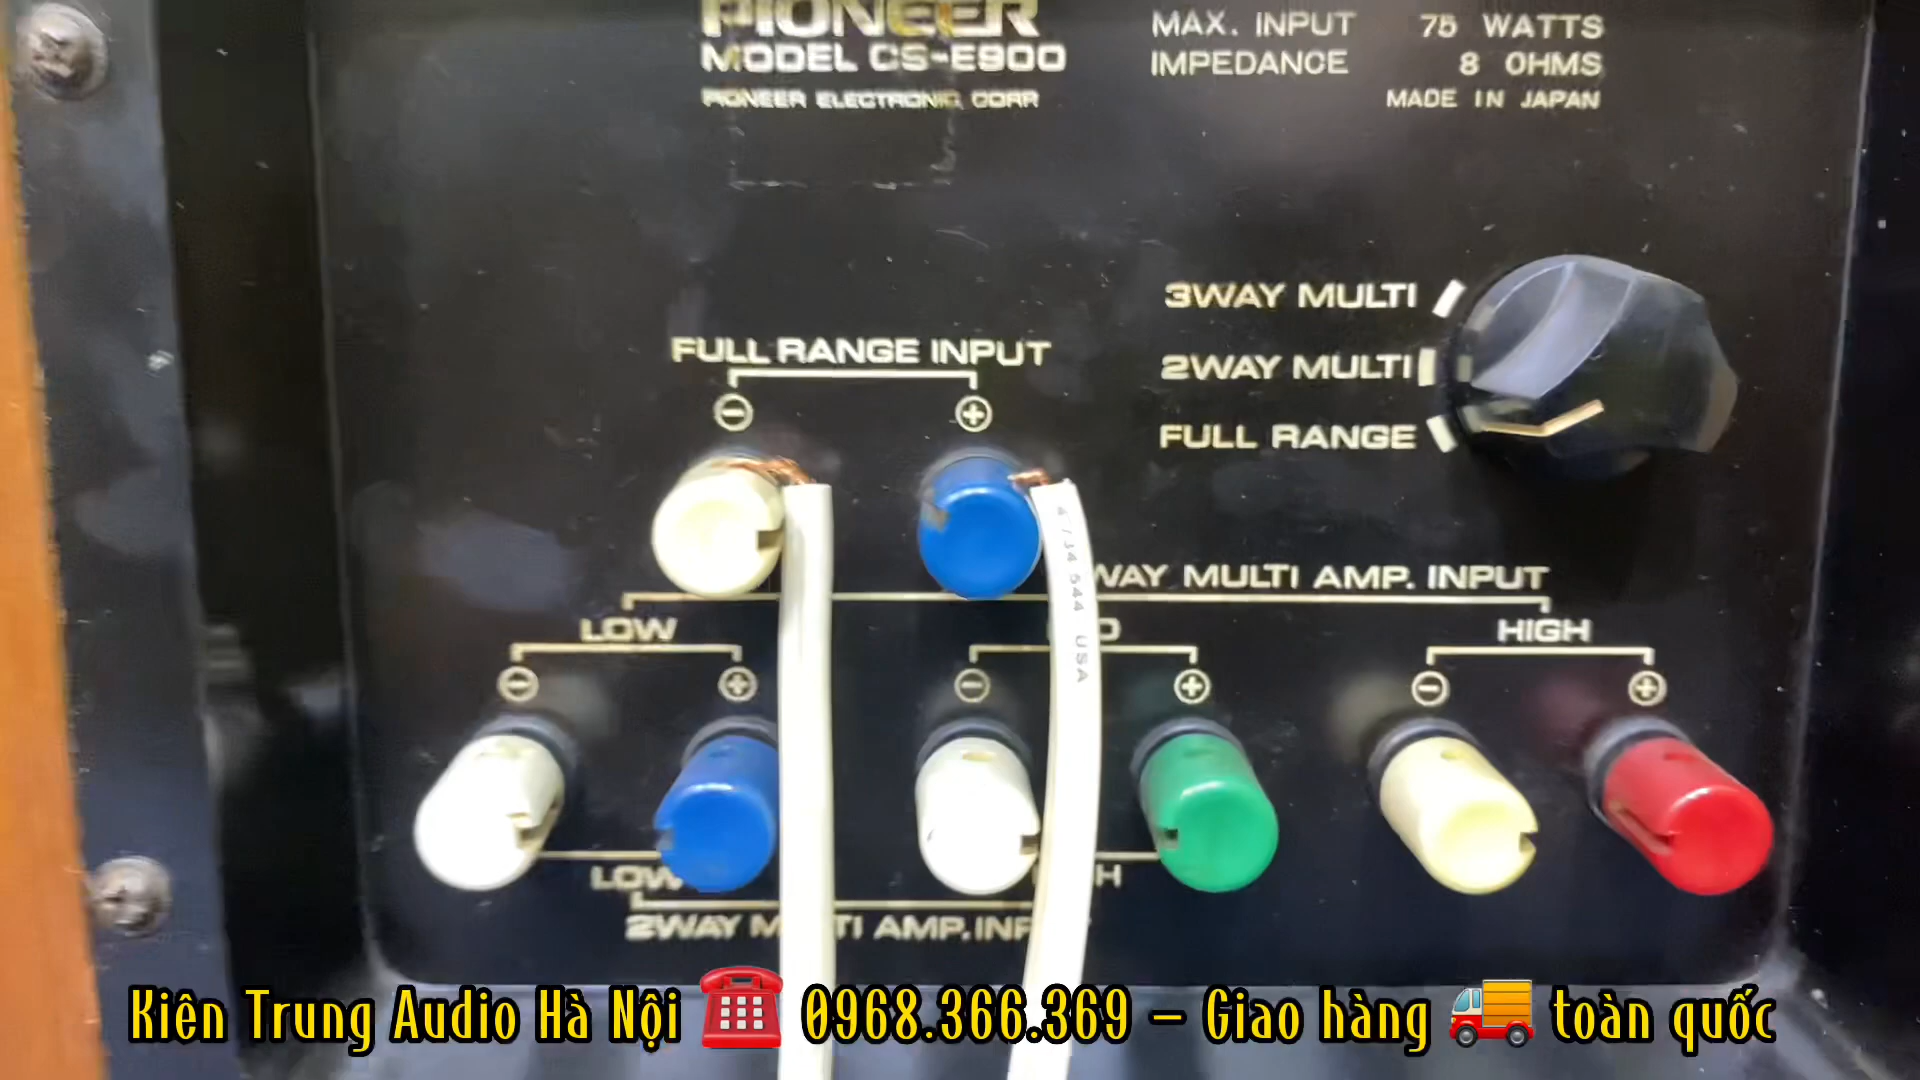 PIONEER
MODEL CS-E900
PIONEER ELECTRONIC CORP.
MAX. INPUT 75 WATTS
IMPEDANCE 8 OHMS
MADE IN JAPAN
3WAY MULTI
2WAY MULTI
FULL RANGE
FULL RANGE INPUT
WAY MULTI AMP. INPUT
LOW
HIGH
LOW
2WAY M TI AMP. INP
544 USA
Kiên Trung Audio Hà Nội 0968.366.369 – Giao hàng toàn quốc